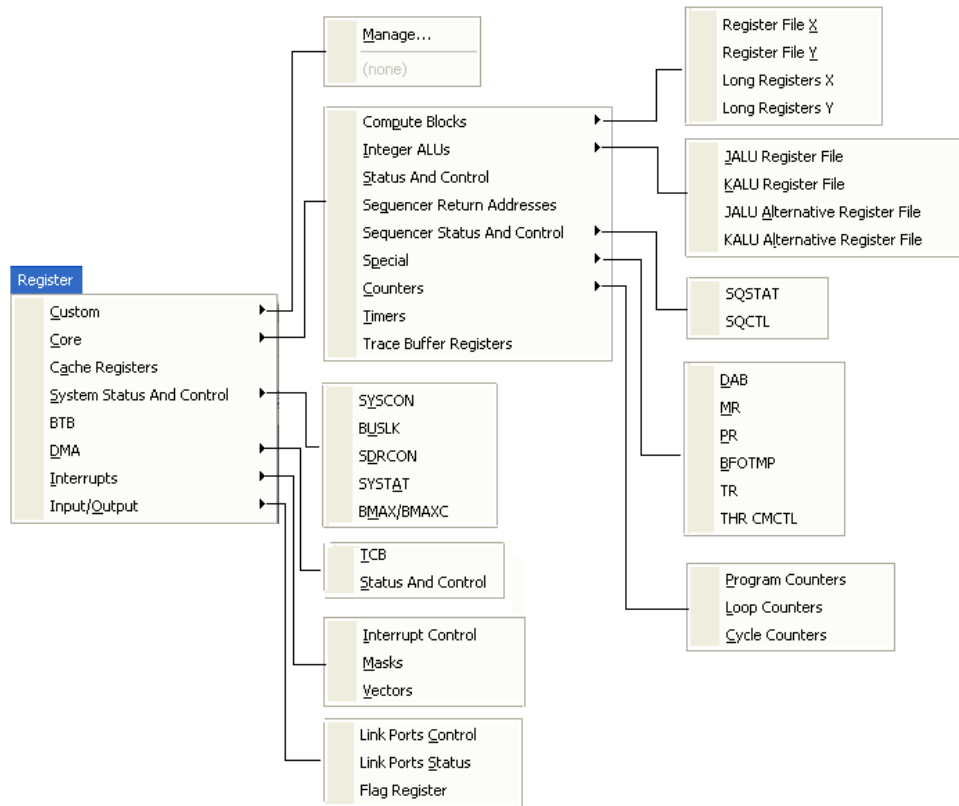 Register
Custom
Core
Cache Registers
System Status And Control
BTB
DMA
Interrupts
Input/Output
Manage...
(none)
Compute Blocks
Integer ALUs
Status And Control
Sequencer Return Addresses
Sequencer Status And Control
Special
Counters
Timers
Trace Buffer Registers
SYSCON
BUSLK
SDRCON
SYSTAT
BMAX/BMAXC
TCB
Status And Control
Interrupt Control
Masks
Vectors
Link Ports Control
Link Ports Status
Flag Register
Register File X
Register File Y
Long Registers X
Long Registers Y
JALU Register File
KALU Register File
JALU Alternative Register File
KALU Alternative Register File
SQSTAT
SQCTL
DAB
MR
PR
BFOTMP
TR
THR CMCTL
Program Counters
Loop Counters
Cycle Counters